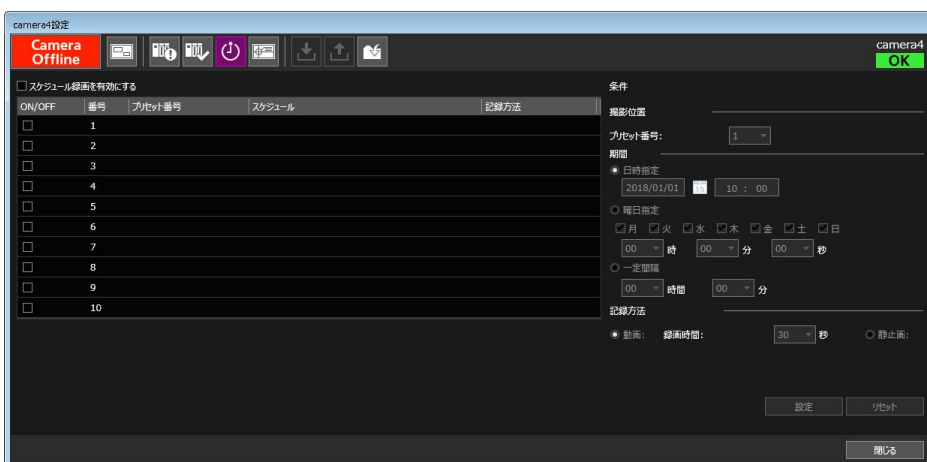 camera4設定
Camera
Offline
camera4
OK
スケジュール録画を有効にする
ON/OFF 番号 プリセット番号 スケジュール 記録方法
1
2
3
4
5
6
7
8
9
10
条件
撮影位置
プリセット番号: 1
期間
日時指定
2018/01/01 15 10 : 00
曜日指定
月 火 水 木 金 土 日
00 時 00 分 00 秒
一定間隔
00 時間 00 分
記録方法
動画: 録画時間: 30 秒 静止画:
設定 リセット
閉じる